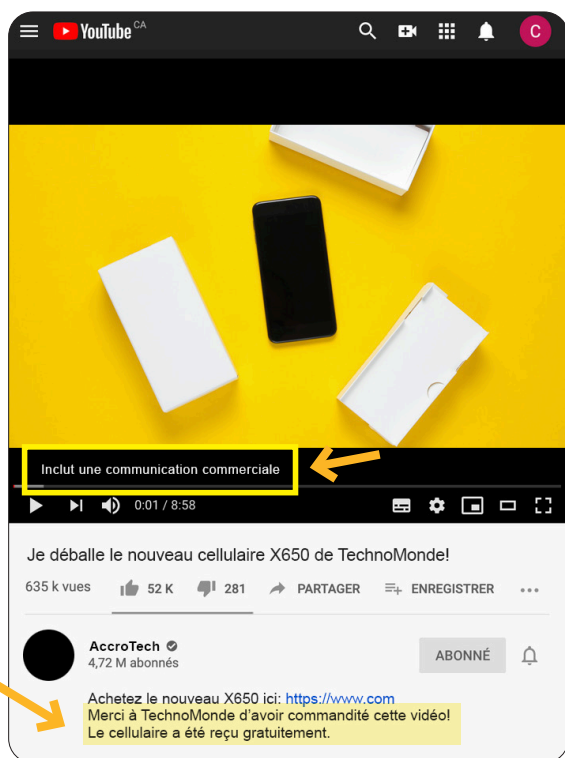 YouTube CA
C
Inclut une communication commerciale
0:01 / 8:58
Je déballe le nouveau cellulaire X650 de TechnoMonde!
635 k vues 52 K 281 PARTAGER ENREGISTRER
AccroTech
4,72 M abonnés
ABONNÉ
Achetez le nouveau X650 ici: https://www.com
Merci à TechnoMonde d’avoir commandité cette vidéo!
Le cellulaire a été reçu gratuitement.